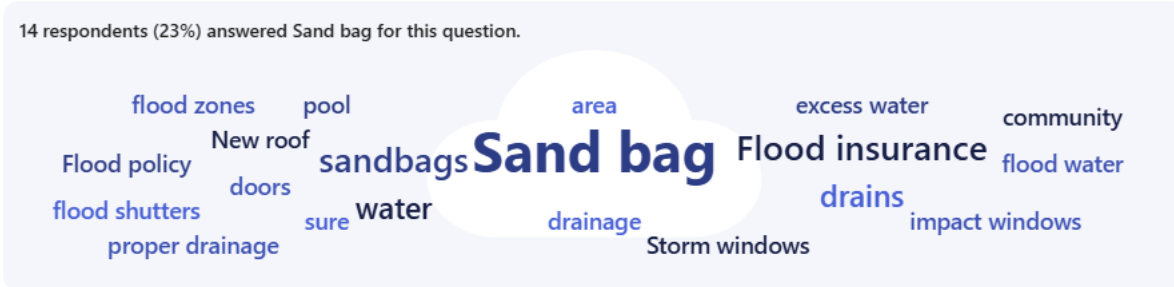 14 respondents (23%) answered Sand bag for this question.
flood zones pool area excess water
community
New roof
Flood policy sandbags Sand bag Flood insurance flood water
doors drains
flood shutters sure water drainage impact windows
proper drainage Storm windows